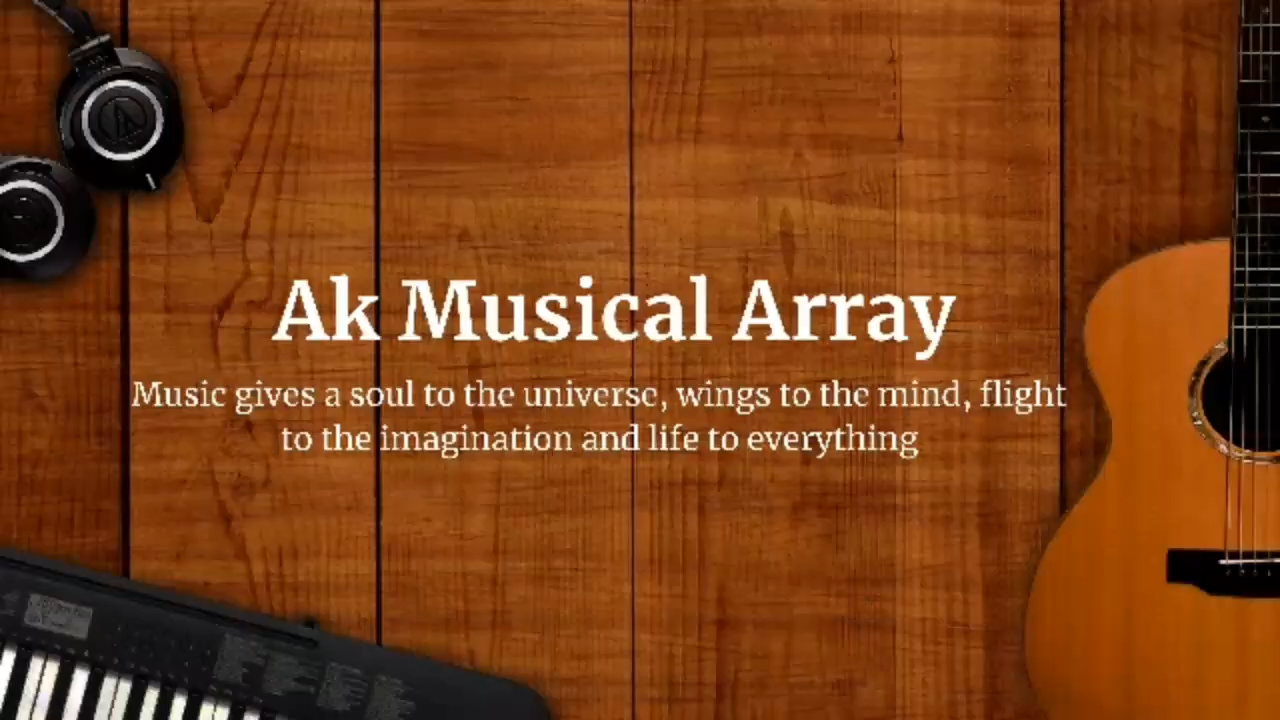 Ak Musical Array
Music gives a soul to the universe, wings to the mind, flight
to the imagination and life to everything